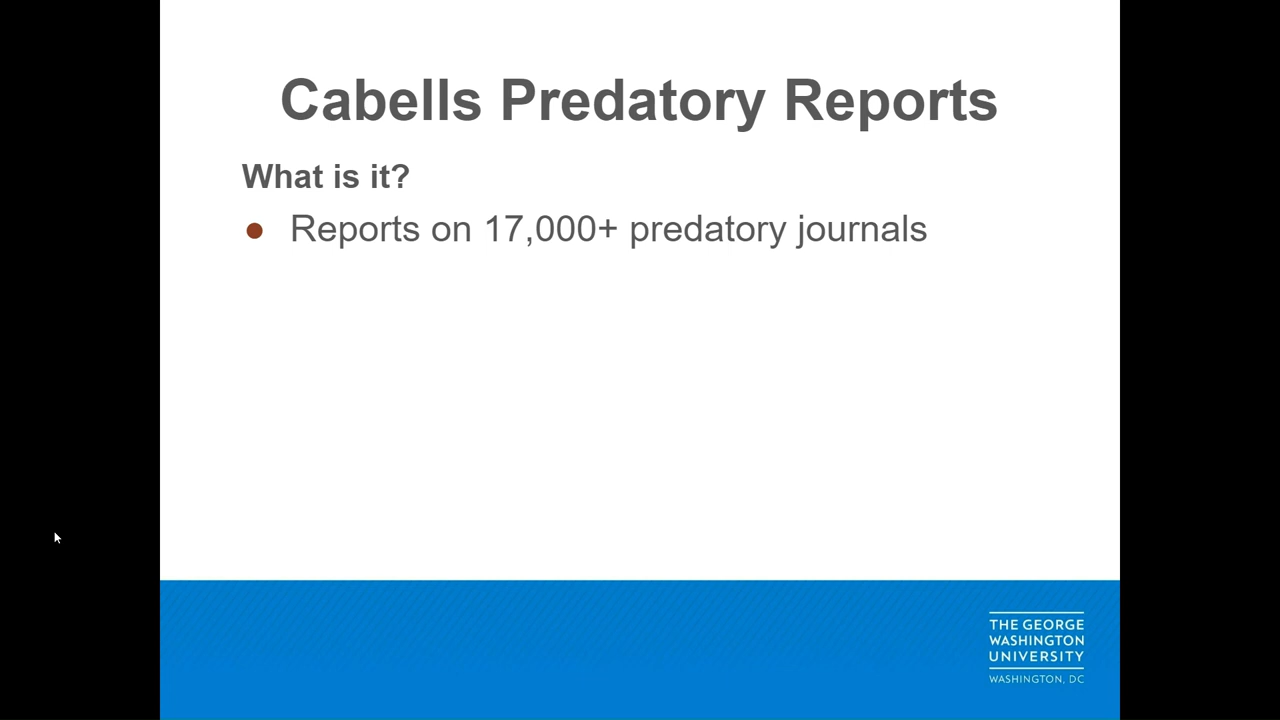 Cabells Predatory Reports
What is it?
● Reports on 17,000+ predatory journals
THE GEORGE
WASHINGTON
UNIVERSITY
WASHINGTON, DC